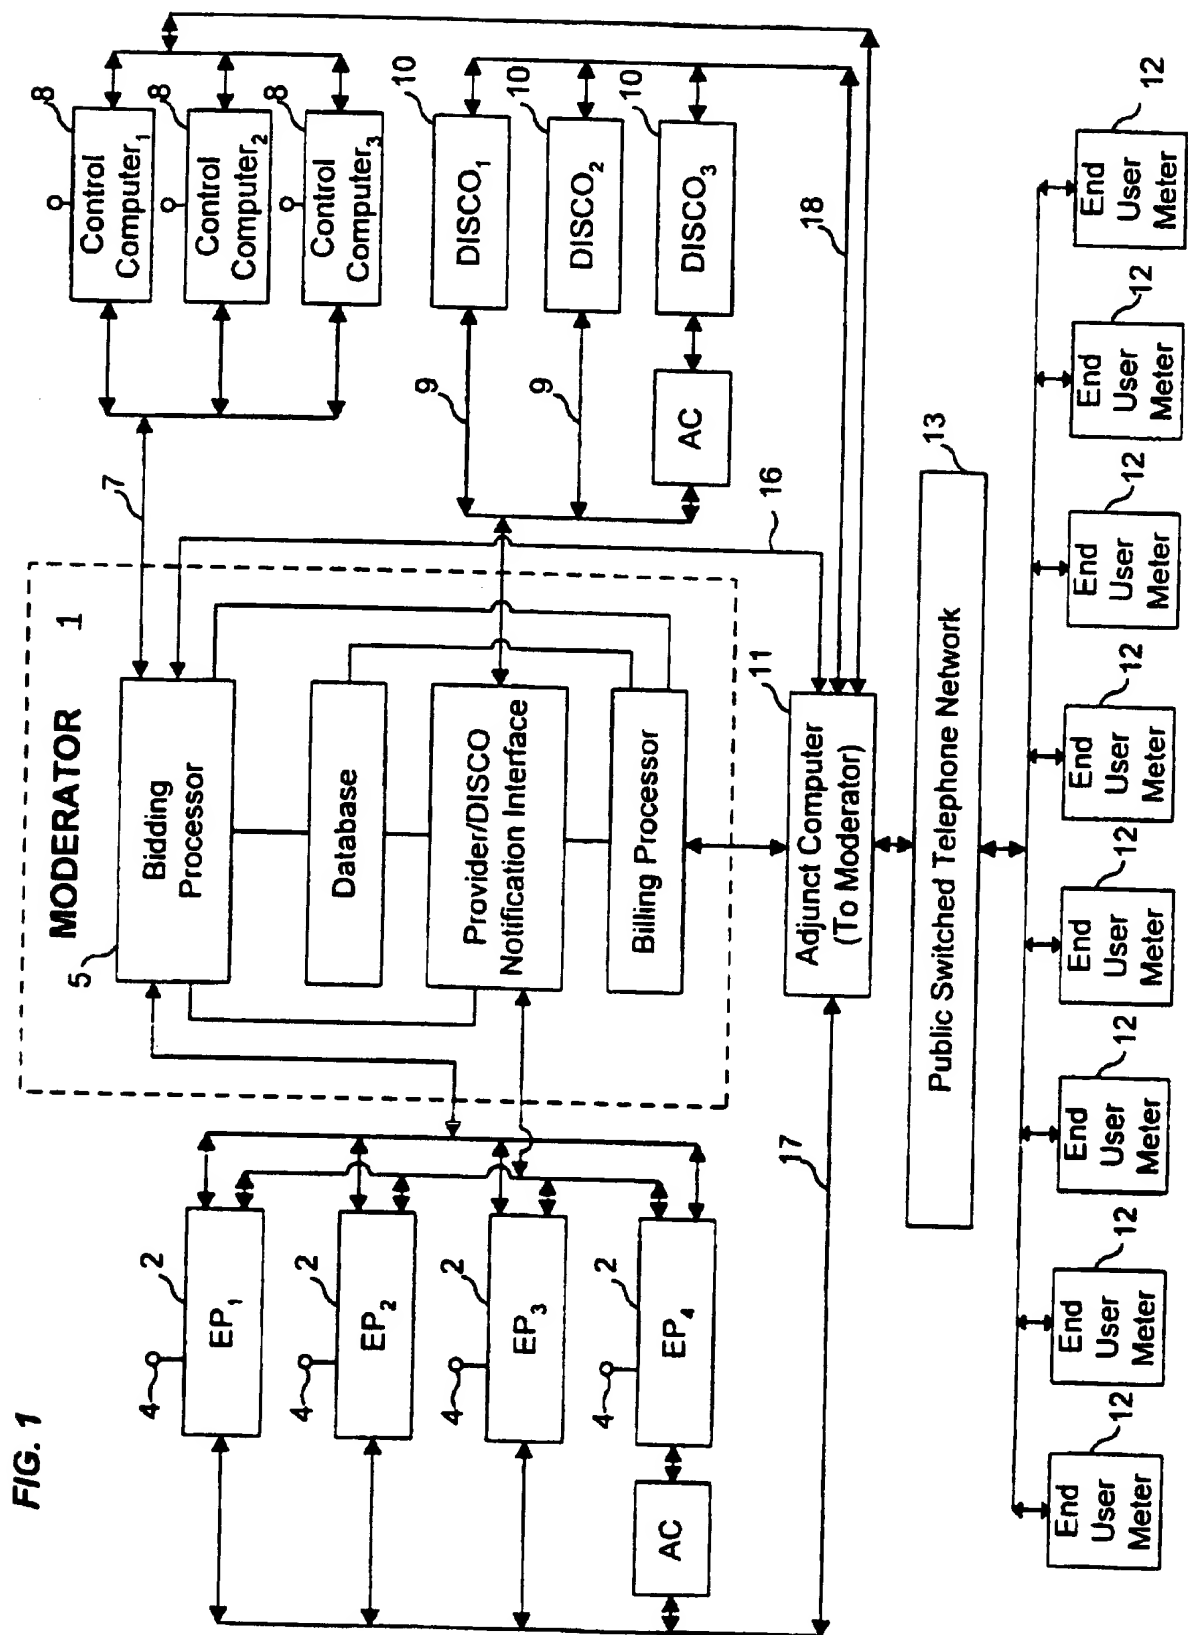 FIG. 1
MODERATOR
1
5
Bidding
Processor
Database
Provider/DISCO
Notification Interface
Billing Processor
4
2
EP1
4
2
EP2
4
2
EP3
4
2
EP4
AC
7
8
Control
Computer1
8
Control
Computer2
8
Control
Computer3
9
10
DISCO1
9
10
DISCO2
10
DISCO3
AC
16
17
18
11
Adjunct Computer
(To Moderator)
13
Public Switched Telephone Network
12
End
User
Meter
12
End
User
Meter
12
End
User
Meter
12
End
User
Meter
12
End
User
Meter
12
End
User
Meter
12
End
User
Meter
12
End
User
Meter